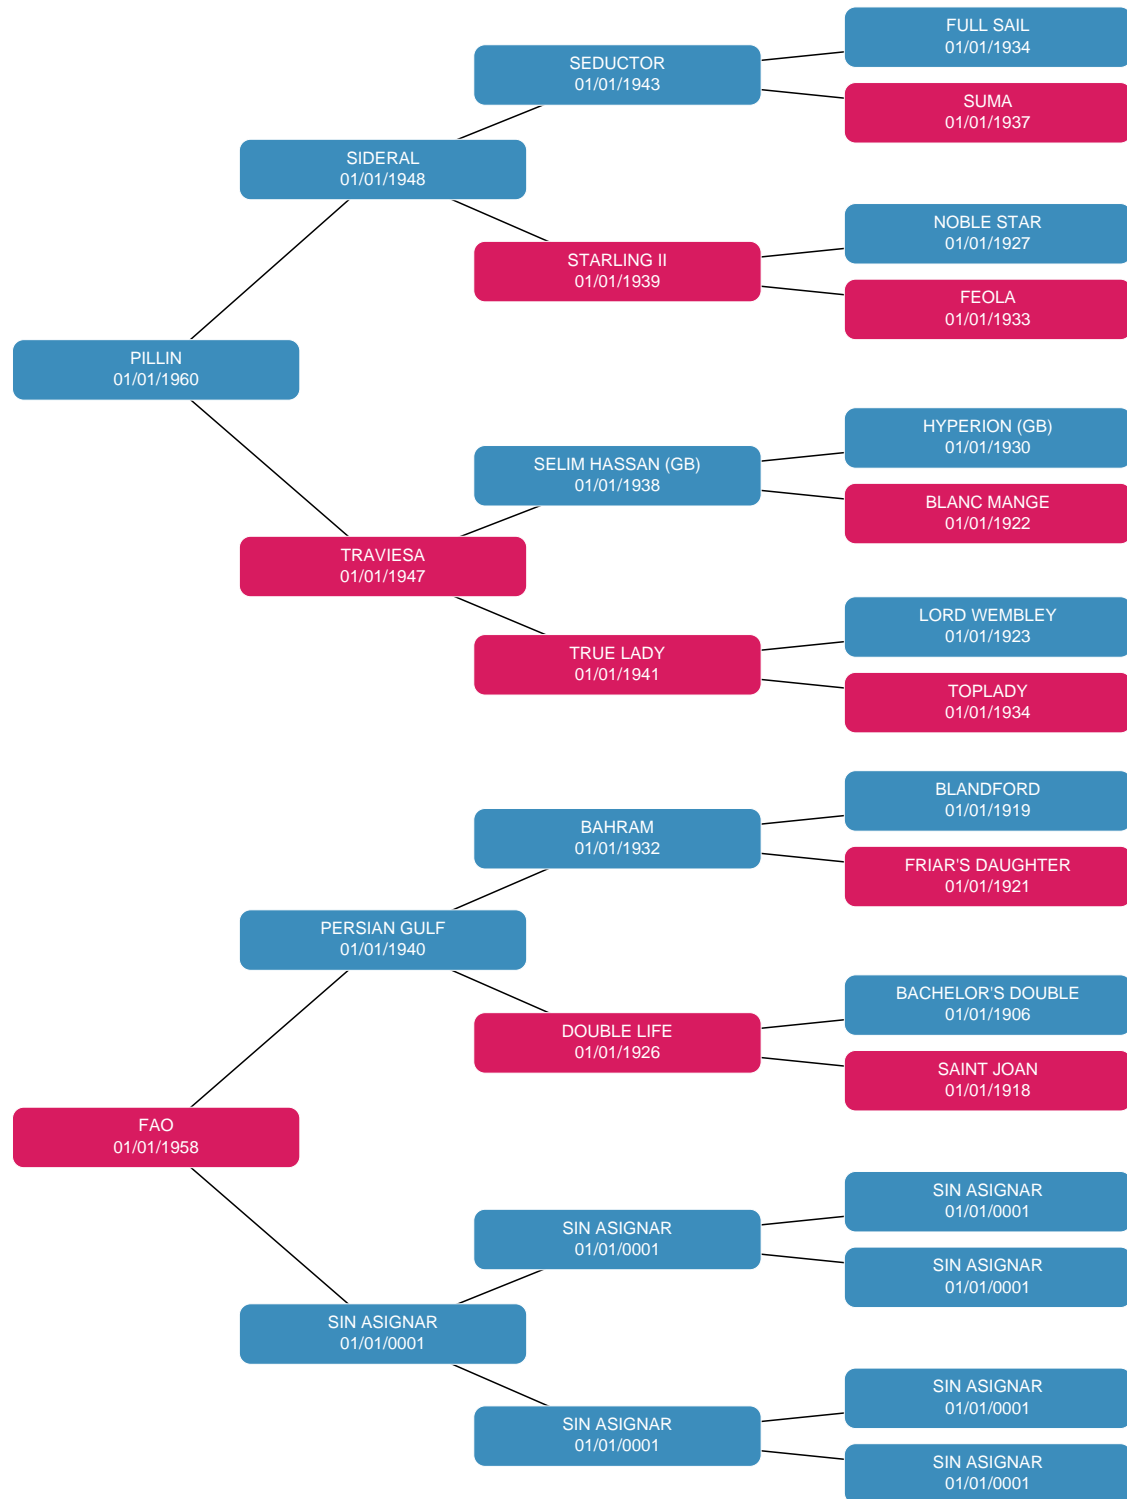 FULL SAIL
01/01/1934
SEDUCTOR
01/01/1943
SUMA
01/01/1937
SIDERAL
01/01/1948
NOBLE STAR
01/01/1927
STARLING II
01/01/1939
FEOLA
01/01/1933
PILLIN
01/01/1960
HYPERION (GB)
01/01/1930
SELIM HASSAN (GB)
01/01/1938
BLANC MANGE
01/01/1922
TRAVIESA
01/01/1947
LORD WEMBLEY
01/01/1923
TRUE LADY
01/01/1941
TOPLADY
01/01/1934
BLANDFORD
01/01/1919
BAHRAM
01/01/1932
FRIAR'S DAUGHTER
01/01/1921
PERSIAN GULF
01/01/1940
BACHELOR'S DOUBLE
01/01/1906
DOUBLE LIFE
01/01/1926
SAINT JOAN
01/01/1918
FAO
01/01/1958
SIN ASIGNAR
01/01/0001
SIN ASIGNAR
01/01/0001
SIN ASIGNAR
01/01/0001
SIN ASIGNAR
01/01/0001
SIN ASIGNAR
01/01/0001
SIN ASIGNAR
01/01/0001
SIN ASIGNAR
01/01/0001